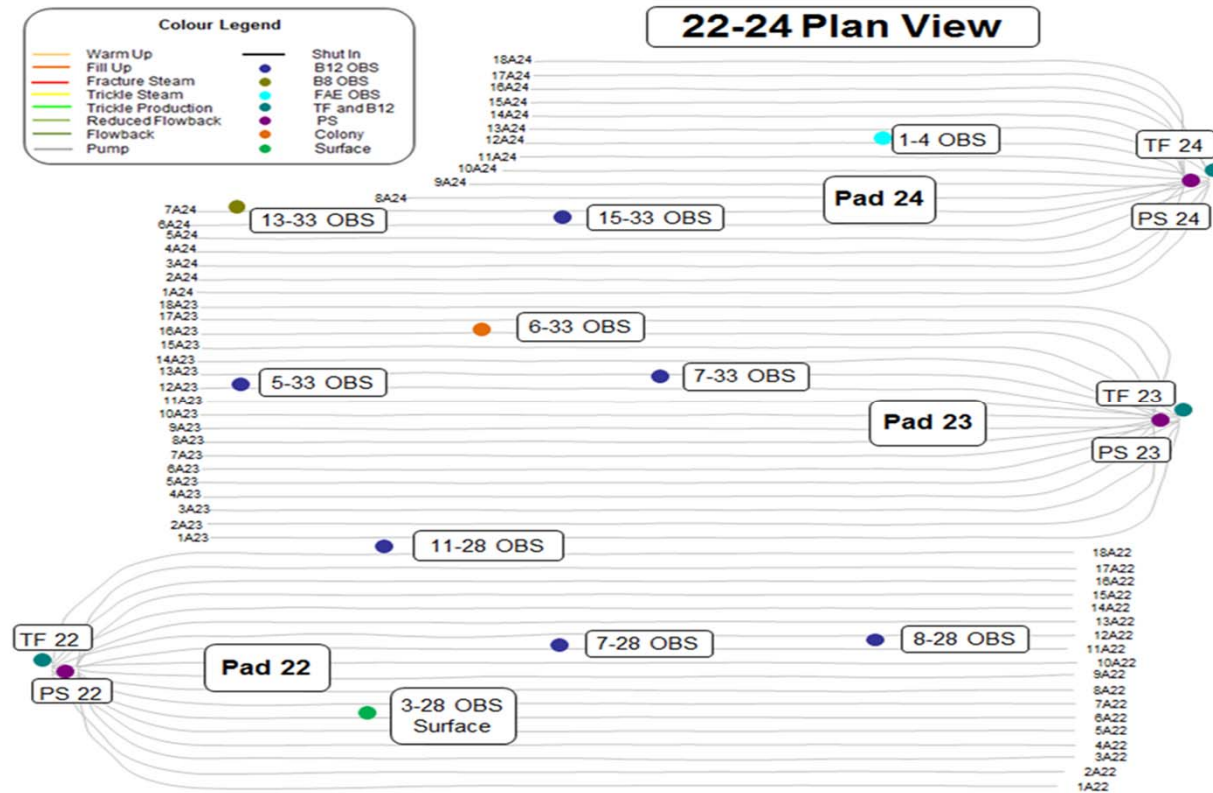 Colour Legend
Warm Up
Fill Up
Fracture Steam
Trickle Steam
Trickle Production
Reduced Flowback
Flowback
Pump
Shut In
B12 OBS
B8 OBS
FAE OBS
TF and B12
PS
Colony
Surface
22-24 Plan View
18A24
17A24
16A24
15A24
14A24
13A24
12A24
11A24
10A24
9A24
8A24
7A24
6A24
5A24
4A24
3A24
2A24
1A24
1-4 OBS
TF 24
Pad 24
PS 24
13-33 OBS
15-33 OBS
18A23
17A23
16A23
15A23
14A23
13A23
12A23
11A23
10A23
9A23
8A23
7A23
6A23
5A23
4A23
3A23
2A23
1A23
6-33 OBS
5-33 OBS
7-33 OBS
TF 23
Pad 23
PS 23
11-28 OBS
18A22
17A22
16A22
15A22
14A22
13A22
12A22
11A22
10A22
9A22
8A22
7A22
6A22
5A22
4A22
3A22
2A22
1A22
TF 22
7-28 OBS
8-28 OBS
Pad 22
PS 22
3-28 OBS
Surface